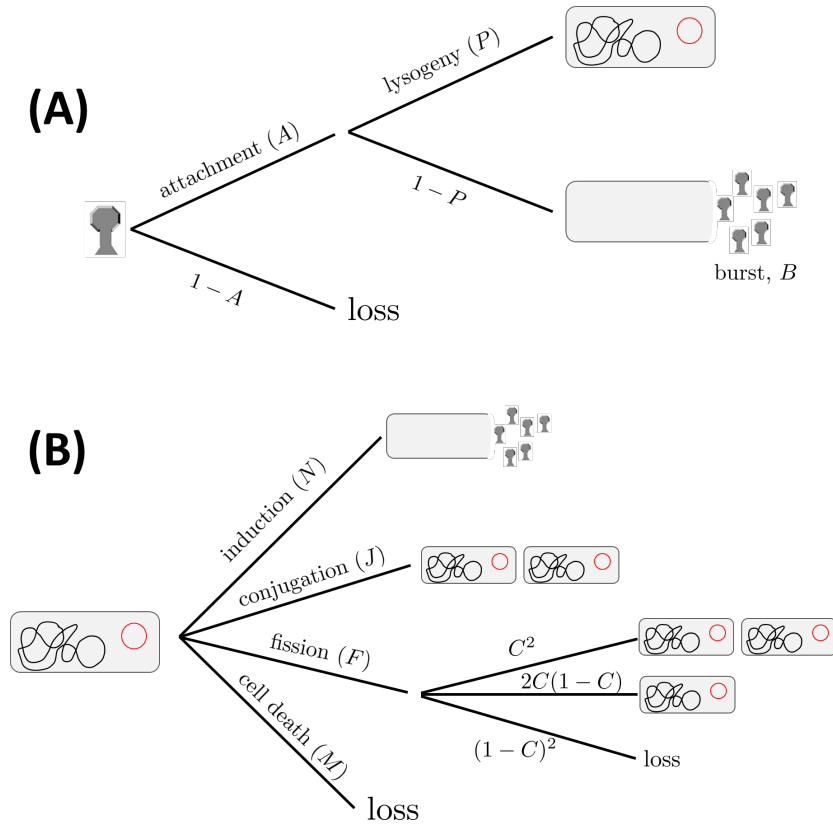 (A)
lysogeny (P)
attachment (A)
1 − P
burst, B
1 − A
loss
(B)
induction (N)
conjugation (J)
fission (F)
C²
2C(1 − C)
cell death (M)
(1 − C)²
loss
loss